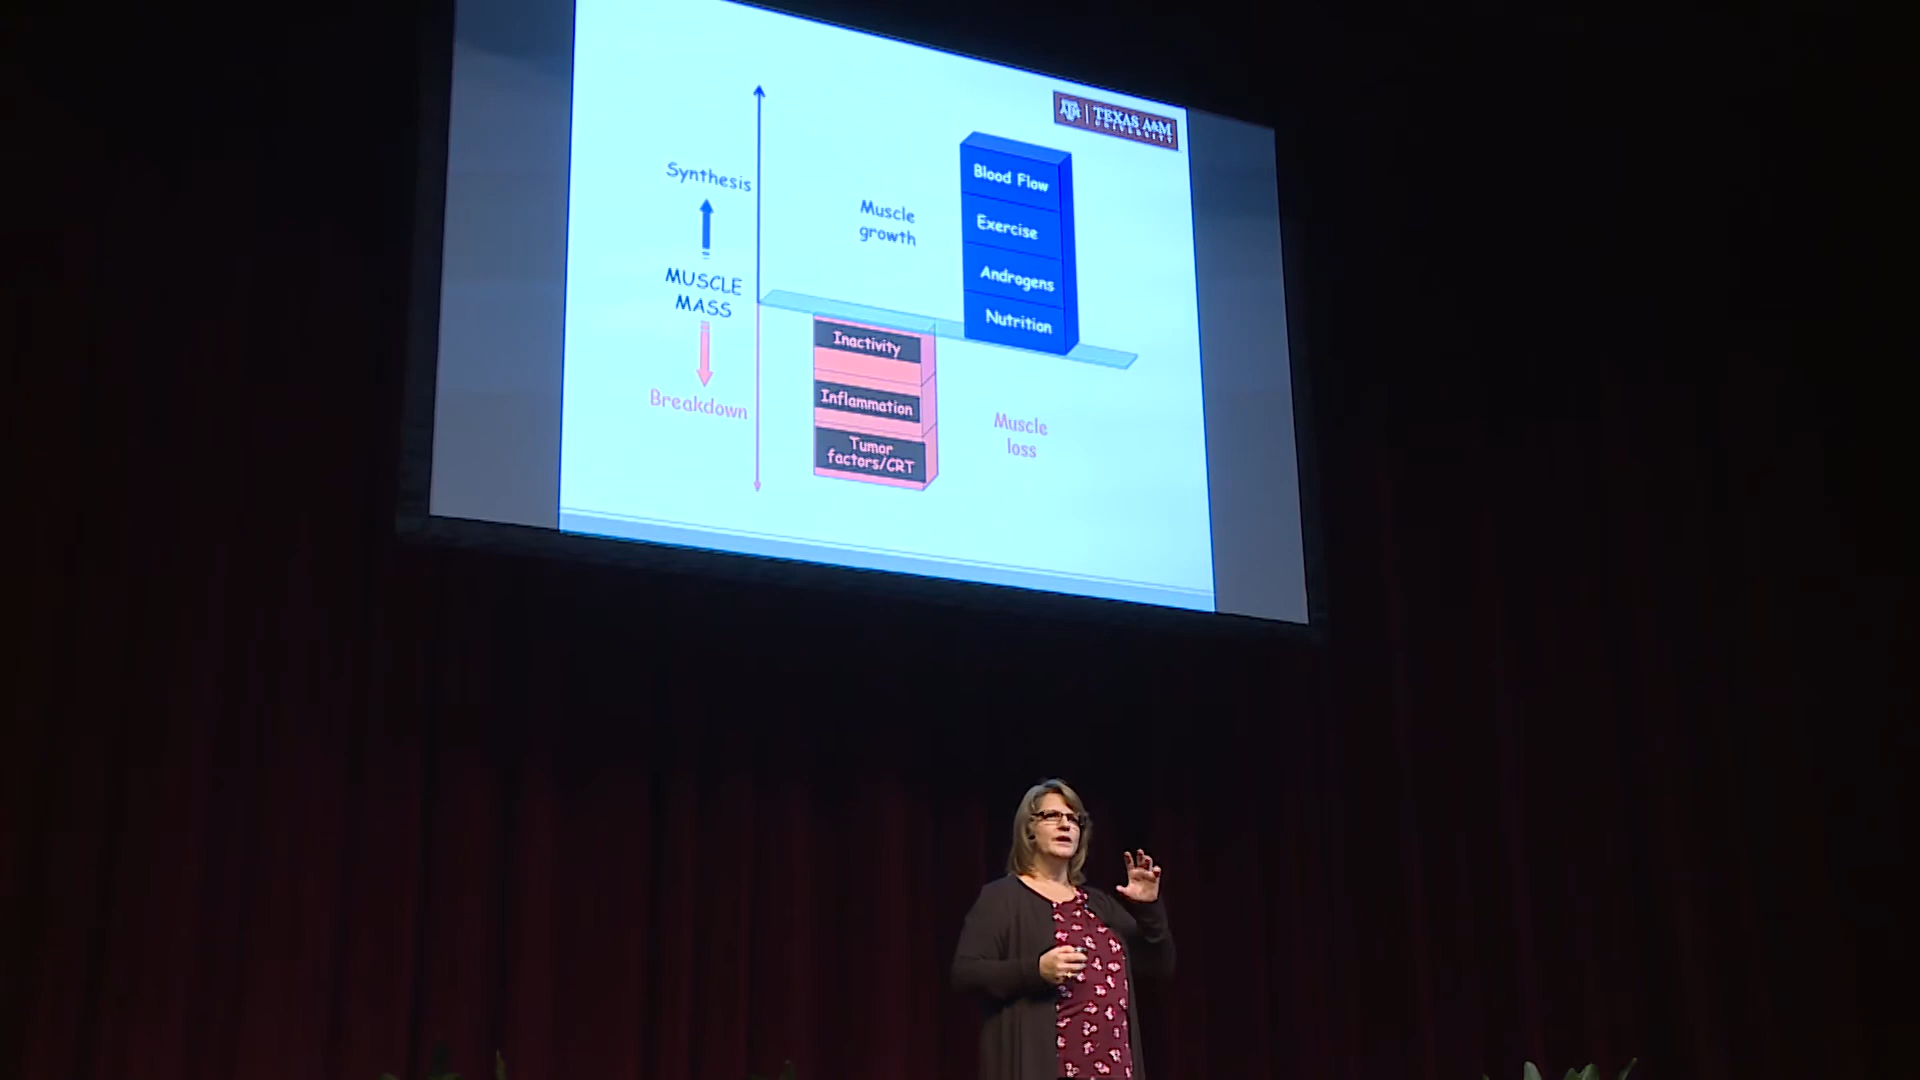 ATM | TEXAS A&M
UNIVERSITY
Synthesis
MUSCLE
MASS
Breakdown
Muscle
growth
Blood Flow
Exercise
Androgens
Nutrition
Inactivity
Inflammation
Tumor
factors/CRT
Muscle
loss